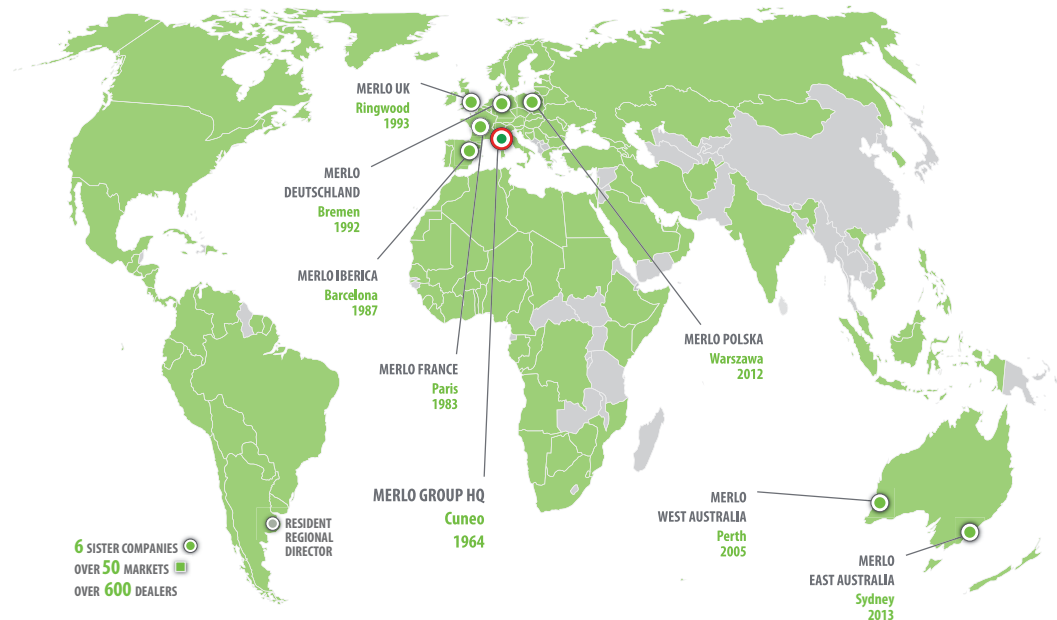 MERLO UK
Ringwood
1993
MERLO
DEUTSCHLAND
Bremen
1992
MERLO IBERICA
Barcelona
1987
MERLO FRANCE
Paris
1983
MERLO GROUP HQ
Cuneo
1964
MERLO POLSKA
Warszawa
2012
MERLO
WEST AUSTRALIA
Perth
2005
MERLO
EAST AUSTRALIA
Sydney
2013
RESIDENT
REGIONAL
DIRECTOR
6 SISTER COMPANIES
OVER 50 MARKETS
OVER 600 DEALERS